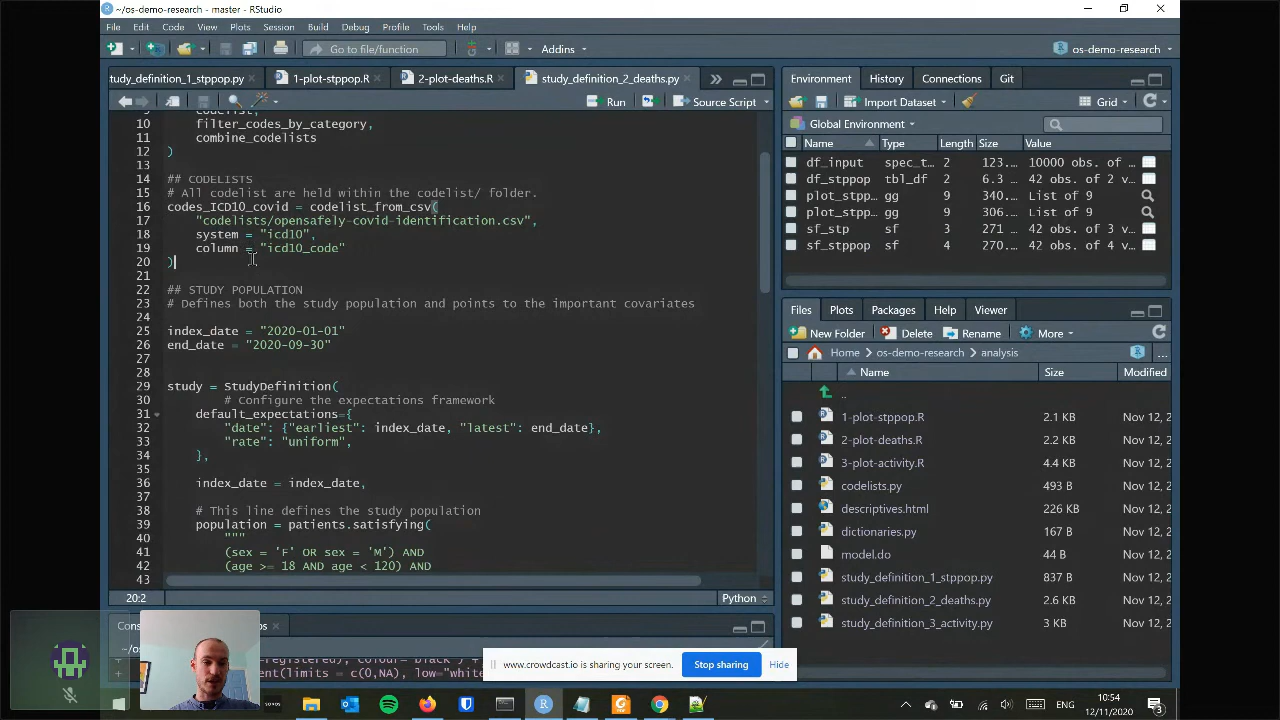 ~/os-demo-research - master - RStudio
File Edit Code View Plots Session Build Debug Profile Tools Help
Go to file/function
Addins
os-demo-research
tudy_definition_1_stppop.py
1-plot-stppop.R
2-plot-deaths.R
study_definition_2_deaths.py
Run
Source Script
10 filter_codes_by_category,
11 combine_codelists
12 )
13
14 ## CODELISTS
15 # All codelist are held within the codelist/ folder.
16 codes_ICD10_covid = codelist_from_csv(
17 "codelists/opensafely-covid-identification.csv",
18 system = "icd10",
19 column = "icd10_code"
20 )
21
22 ## STUDY POPULATION
23 # Defines both the study population and points to the important covariates
24
25 index_date = "2020-01-01"
26 end_date = "2020-09-30"
27
28
29 study = StudyDefinition(
30 # Configure the expectations framework
31 default_expectations={
32 "date": {"earliest": index_date, "latest": end_date},
33 "rate": "uniform",
34 },
35
36 index_date = index_date,
37
38 # This line defines the study population
39 population = patients.satisfying(
40 """
41 (sex = 'F' OR sex = 'M') AND
42 (age >= 18 AND age < 120) AND
43
20:2
Python
Environment History Connections Git
Import Dataset
Grid
Global Environment
Name Type Length Size Value
df_input spec_t… 2 123.… 10000 obs. of 2…
df_stppop tbl_df 2 5.3 … 42 obs. of 2 v…
plot_stpp… gg 9 340.… List of 9
plot_stpp… gg 9 306.… List of 9
sf_stp sf 3 271 … 42 obs. of 3 v…
sf_stppop sf 4 270.… 42 obs. of 4 v…
Files Plots Packages Help Viewer
New Folder Delete Rename More
Home os-demo-research analysis
Name Size Modified
..
1-plot-stppop.R 2.1 KB Nov 12, 2
2-plot-deaths.R 2.2 KB Nov 12, 2
3-plot-activity.R 4.4 KB Nov 12, 2
codelists.py 493 B Nov 12, 2
descriptives.html 226 KB Nov 12, 2
dictionaries.py 167 B Nov 12, 2
model.do 44 B Nov 12, 2
study_definition_1_stppop.py 837 B Nov 12, 2
study_definition_2_deaths.py 2.6 KB Nov 12, 2
study_definition_3_activity.py 3 KB Nov 12, 2
www.crowdcast.io is sharing your screen. Stop sharing Hide
ENG
10:54
12/11/2020